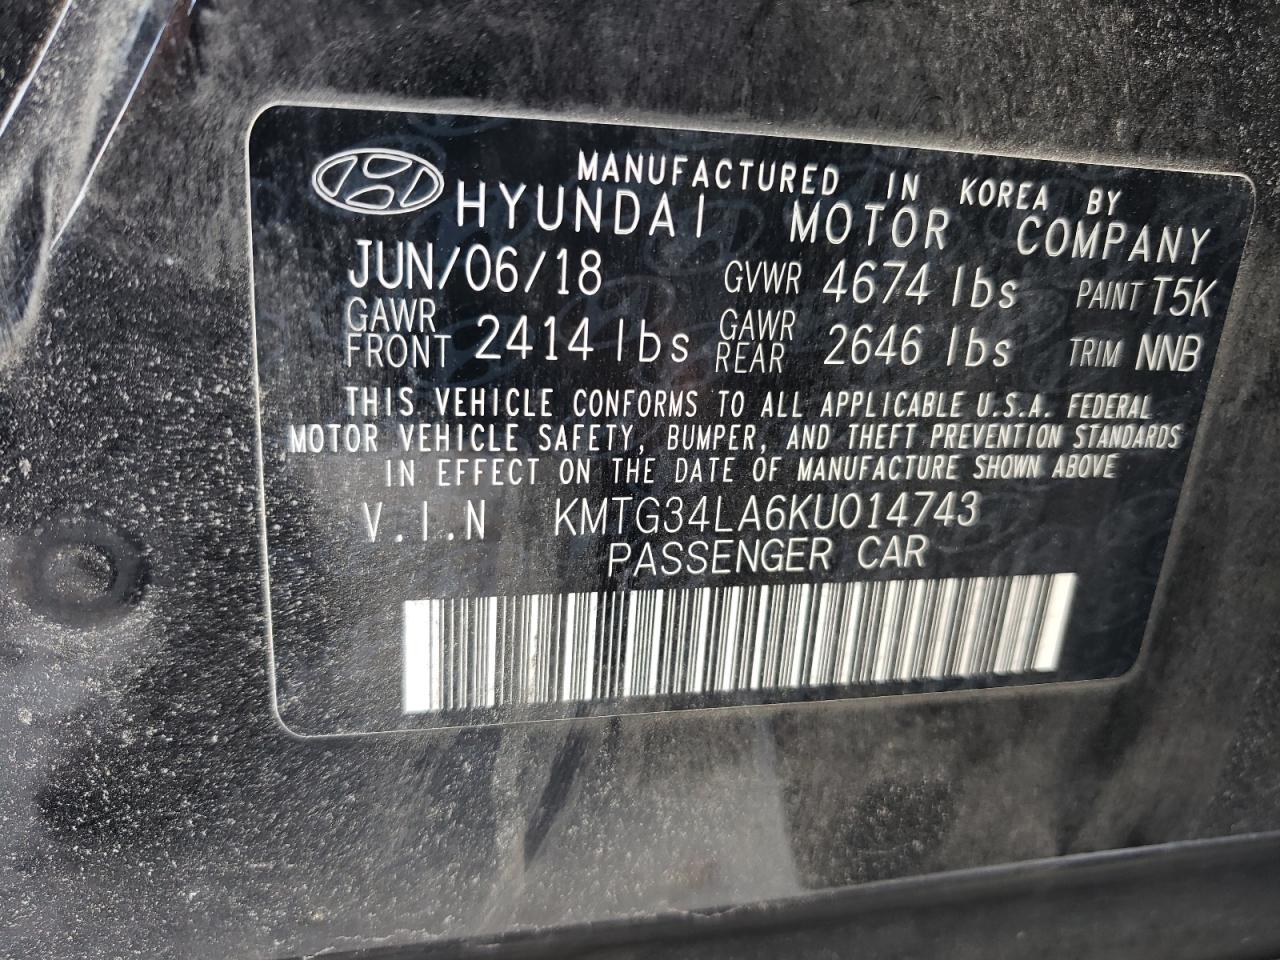 MANUFACTURED IN KOREA BY
HYUNDAI MOTOR COMPANY
JUN/06/18 GVWR 4674 lbs PAINT T5K
GAWR FRONT 2414 lbs GAWR REAR 2646 lbs TRIM NNB
THIS VEHICLE CONFORMS TO ALL APPLICABLE U.S.A. FEDERAL
MOTOR VEHICLE SAFETY, BUMPER, AND THEFT PREVENTION STANDARDS
IN EFFECT ON THE DATE OF MANUFACTURE SHOWN ABOVE
V.I.N KMTG34LA6KU014743
PASSENGER CAR